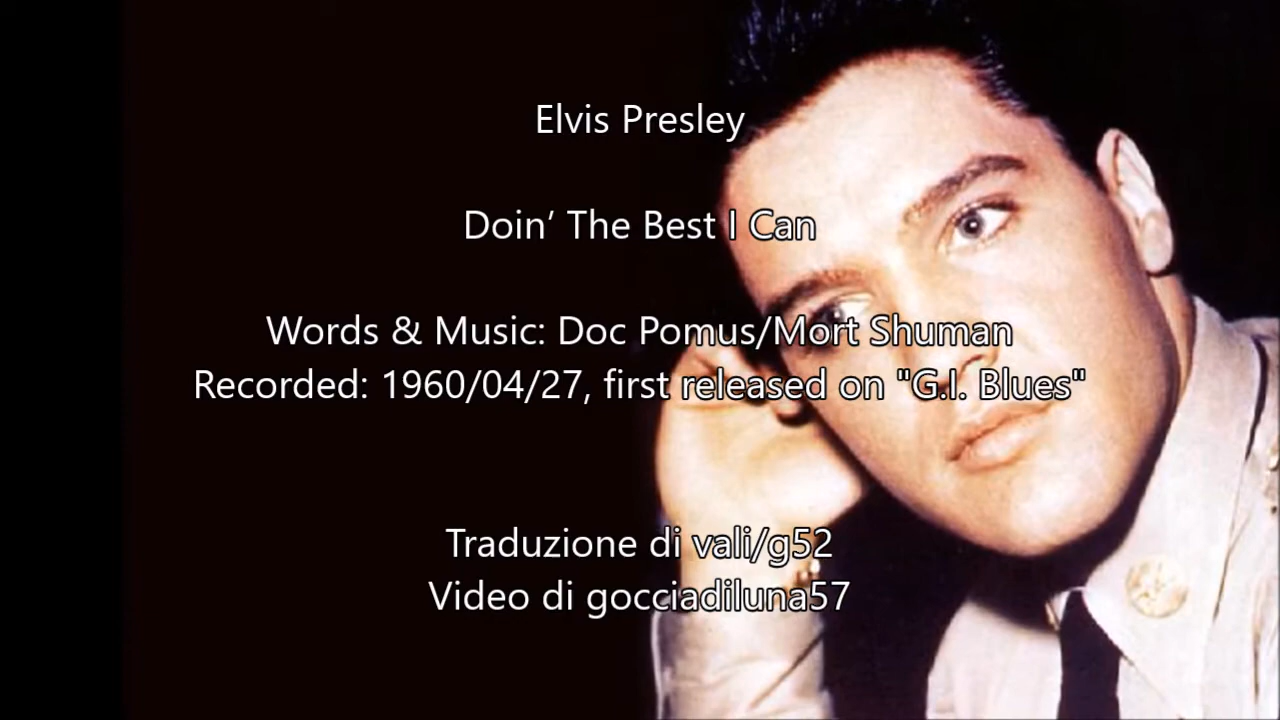 Elvis Presley
Doin’ The Best I Can
Words & Music: Doc Pomus/Mort Shuman
Recorded: 1960/04/27, first released on "G.I. Blues"
Traduzione di vali/g52
Video di gocciadiluna57